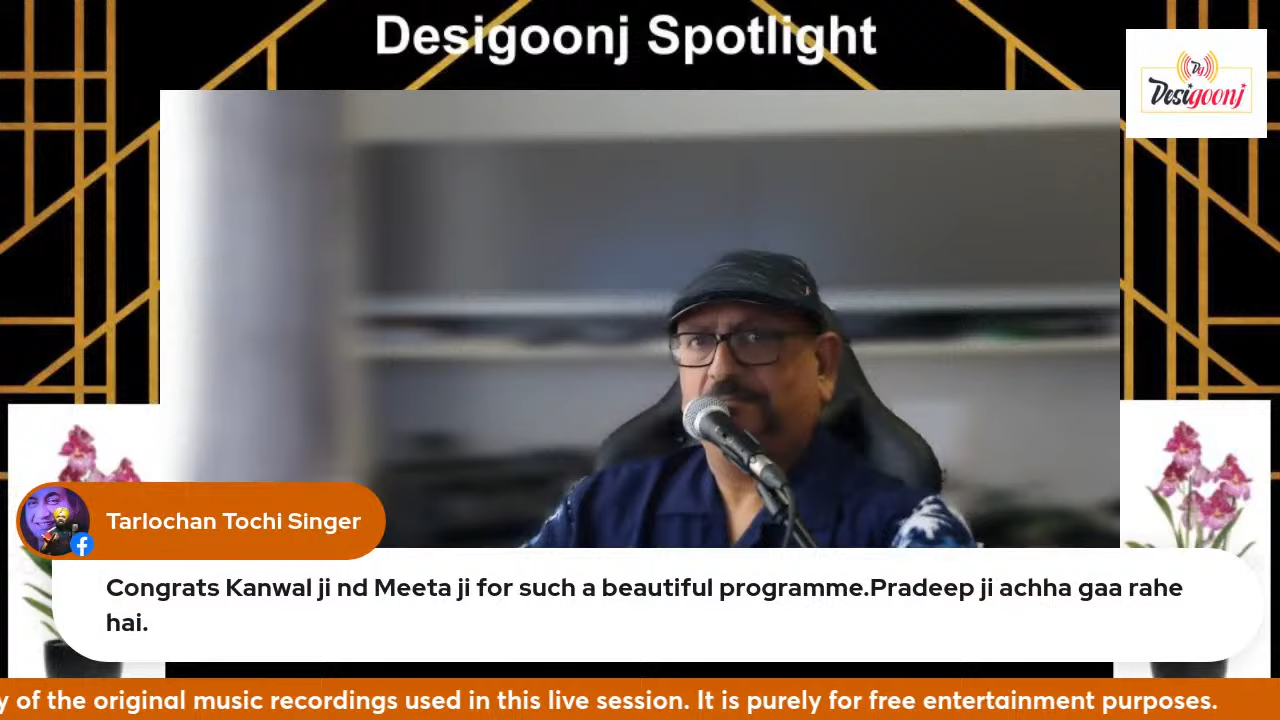 Desigoonj Spotlight
Dg
Desigoonj
Tarlochan Tochi Singer
Congrats Kanwal ji nd Meeta ji for such a beautiful programme.Pradeep ji achha gaa rahe
hai.
y of the original music recordings used in this live session. It is purely for free entertainment purposes.